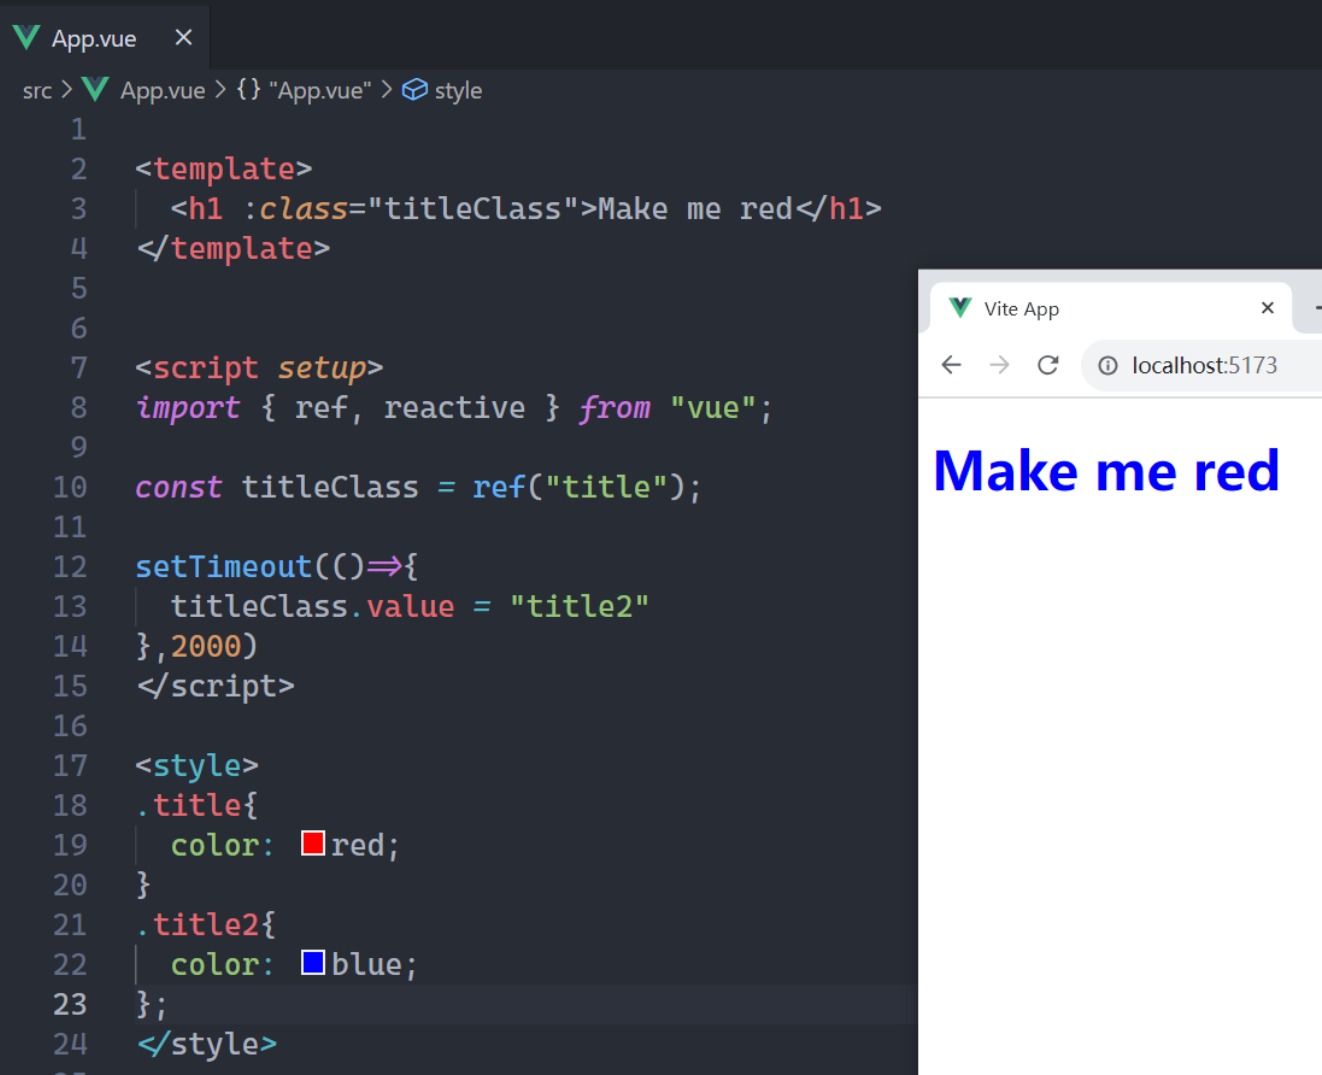 App.vue ×
src > App.vue > {} "App.vue" > style
1
2 <template>
3 <h1 :class="titleClass">Make me red</h1>
4 </template>
5
6
7 <script setup>
8 import { ref, reactive } from "vue";
9
10 const titleClass = ref("title");
11
12 setTimeout(()=>{
13 titleClass.value = "title2"
14 },2000)
15 </script>
16
17 <style>
18 .title{
19 color: red;
20 }
21 .title2{
22 color: blue;
23 };
24 </style>
Vite App ×
localhost:5173
Make me red